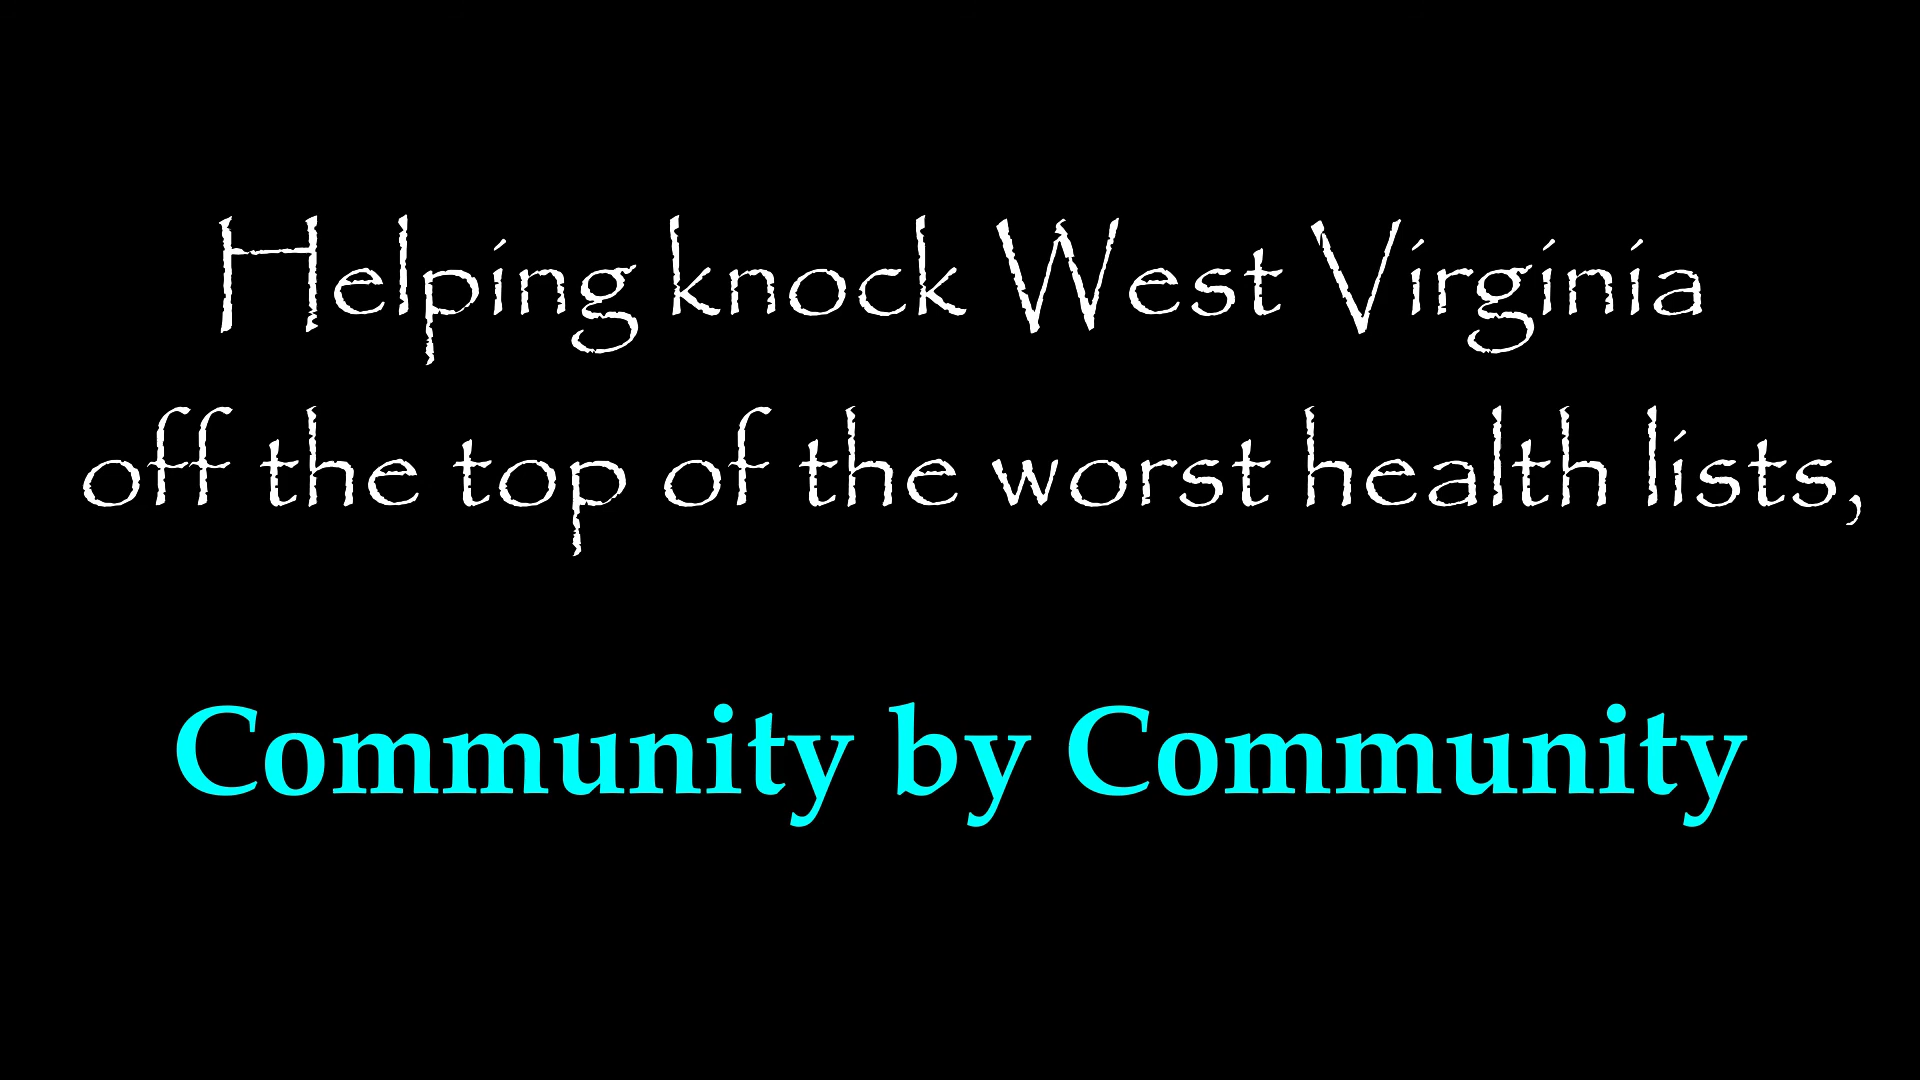 Helping knock West Virginia
off the top of the worst health lists,
Community by Community